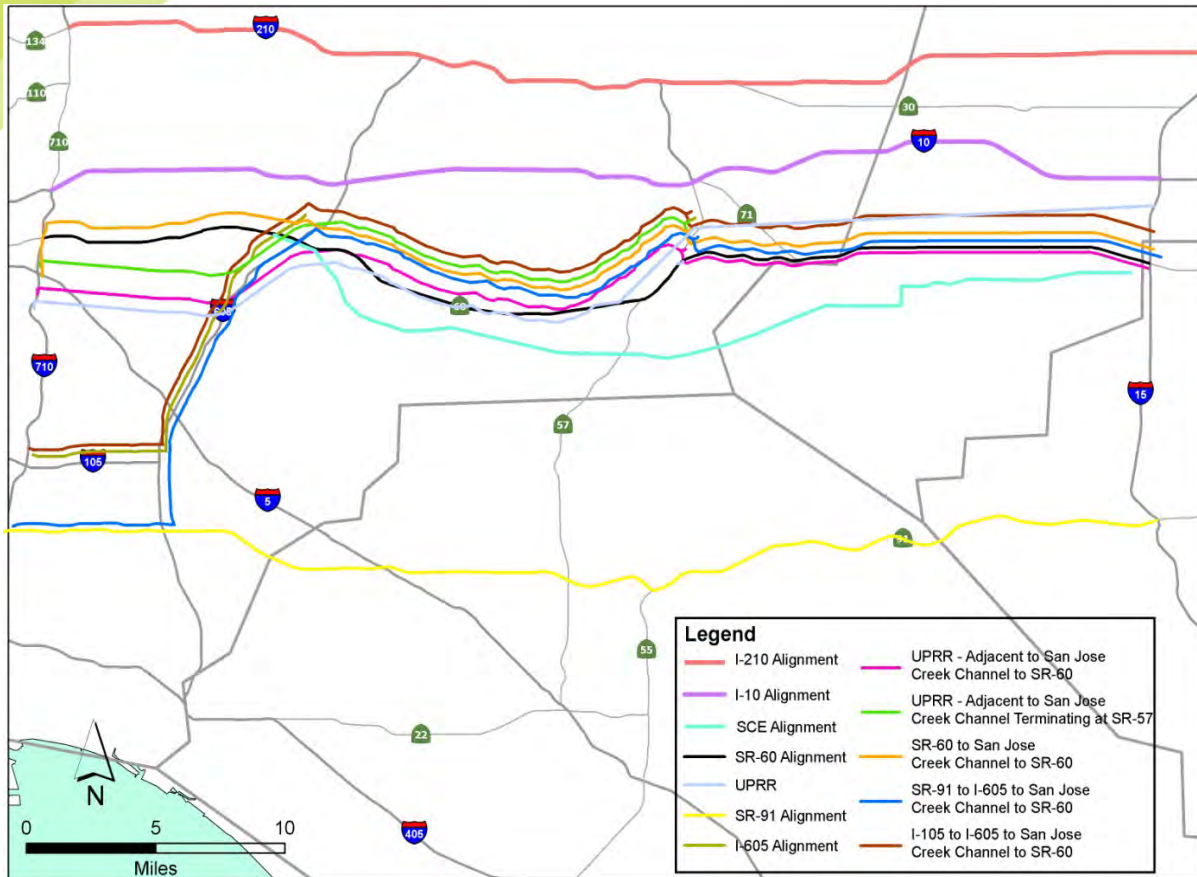 210
134
110
30
710
10
71
605
60
710
15
57
105
5
91
55
22
405
N
0 5 10
Miles
Legend
I-210 Alignment
I-10 Alignment
SCE Alignment
SR-60 Alignment
UPRR
SR-91 Alignment
I-605 Alignment
UPRR - Adjacent to San Jose
Creek Channel to SR-60
UPRR - Adjacent to San Jose
Creek Channel Terminating at SR-57
SR-60 to San Jose
Creek Channel to SR-60
SR-91 to I-605 to San Jose
Creek Channel to SR-60
I-105 to I-605 to San Jose
Creek Channel to SR-60